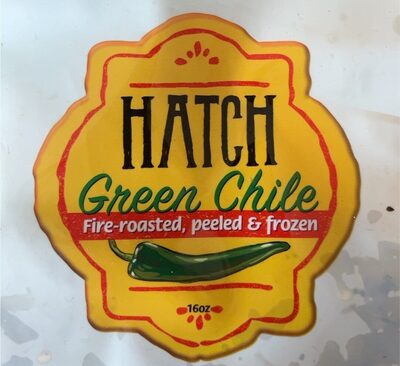 HATCH
Green Chile
Fire-roasted, peeled & frozen
16oz